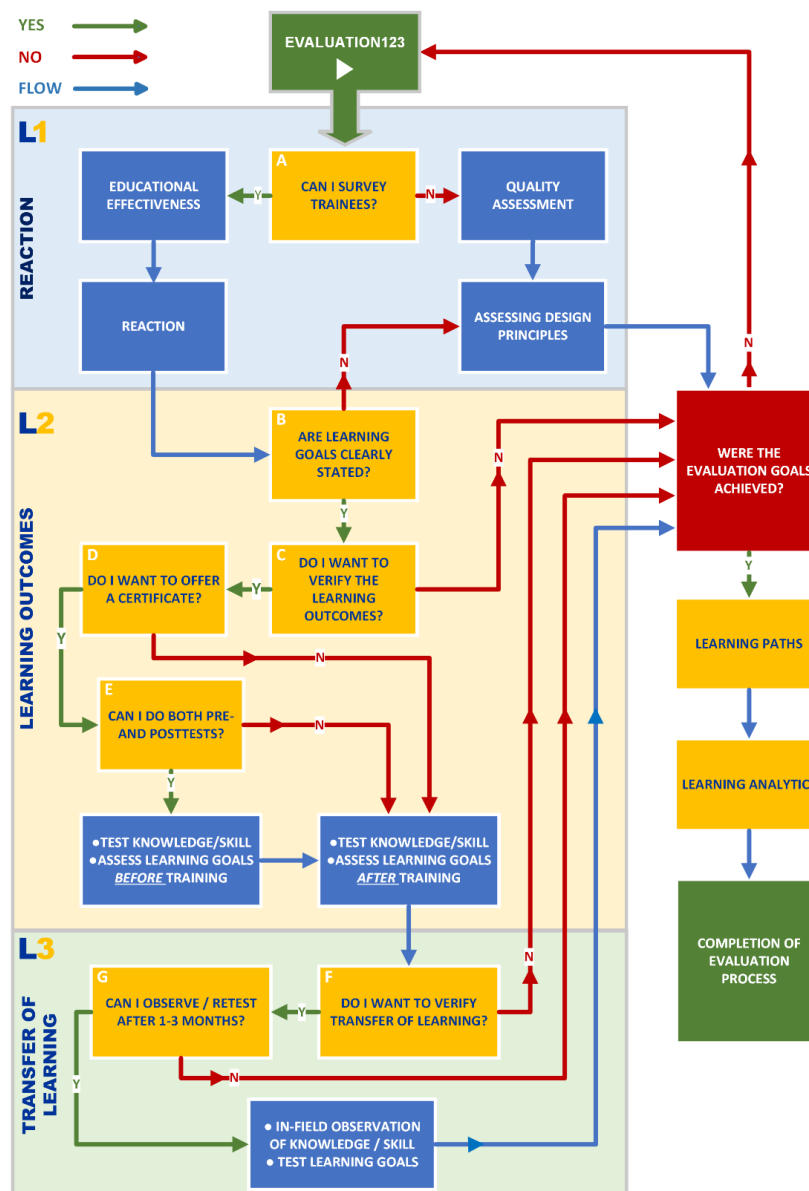 YES
NO
FLOW
EVALUATION123
L1
REACTION
A
CAN I SURVEY
TRAINEES?
Y
N
EDUCATIONAL
EFFECTIVENESS
QUALITY
ASSESSMENT
REACTION
ASSESSING DESIGN
PRINCIPLES
N
N
L2
LEARNING OUTCOMES
B
ARE LEARNING
GOALS CLEARLY
STATED?
N
Y
WERE THE
EVALUATION GOALS
ACHIEVED?
Y
C
DO I WANT TO
VERIFY THE
LEARNING
OUTCOMES?
Y
D
DO I WANT TO OFFER
A CERTIFICATE?
Y
N
E
CAN I DO BOTH PRE-
AND POSTTESTS?
N
Y
LEARNING PATHS
LEARNING ANALYTIC
●TEST KNOWLEDGE/SKILL
●ASSESS LEARNING GOALS
BEFORE TRAINING
●TEST KNOWLEDGE/SKILL
●ASSESS LEARNING GOALS
AFTER TRAINING
COMPLETION OF
EVALUATION
PROCESS
L3
TRANSFER OF
LEARNING
G
CAN I OBSERVE / RETEST
AFTER 1-3 MONTHS?
Y
F
DO I WANT TO VERIFY
TRANSFER OF LEARNING?
N
N
Y
● IN-FIELD OBSERVATION
OF KNOWLEDGE / SKILL
● TEST LEARNING GOALS